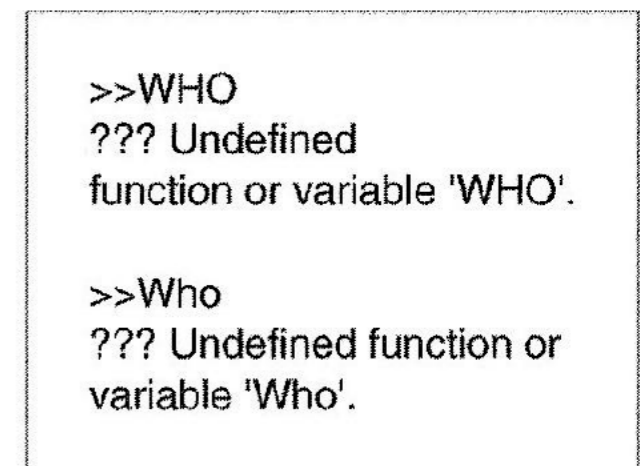 >>WHO
??? Undefined
function or variable 'WHO'.
>>Who
??? Undefined function or
variable 'Who'.